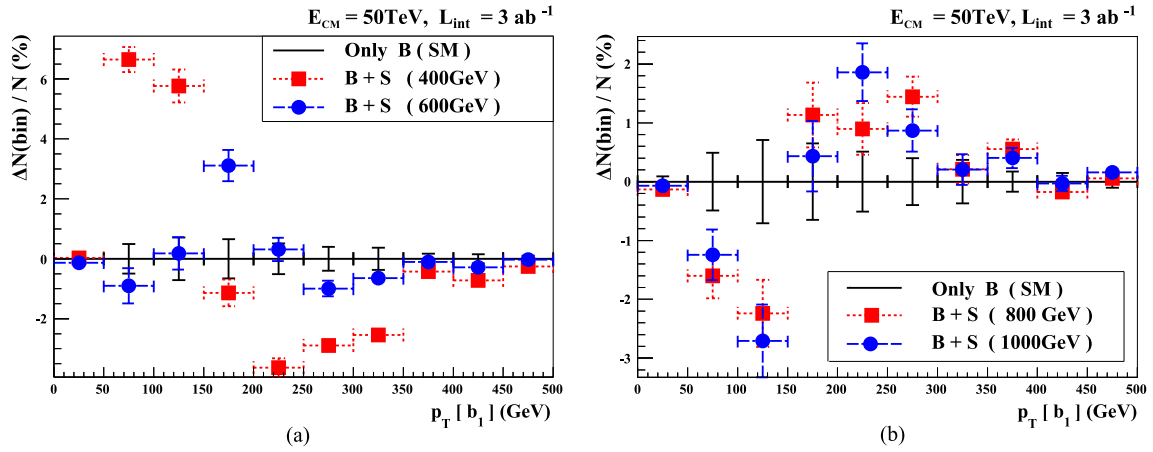 E_CM = 50TeV, L_int = 3 ab⁻¹
ΔN(bin) / N (%)
Only B ( SM )
B + S ( 400GeV )
B + S ( 600GeV )
6
4
2
0
-2
0 50 100 150 200 250 300 350 400 450 500
p_T [ b_1 ] (GeV)
(a)
E_CM = 50TeV, L_int = 3 ab⁻¹
ΔN(bin) / N (%)
2
1
0
-1
-2
-3
Only B ( SM )
B + S ( 800 GeV )
B + S ( 1000GeV )
0 50 100 150 200 250 300 350 400 450 500
p_T [ b_1 ] (GeV)
(b)